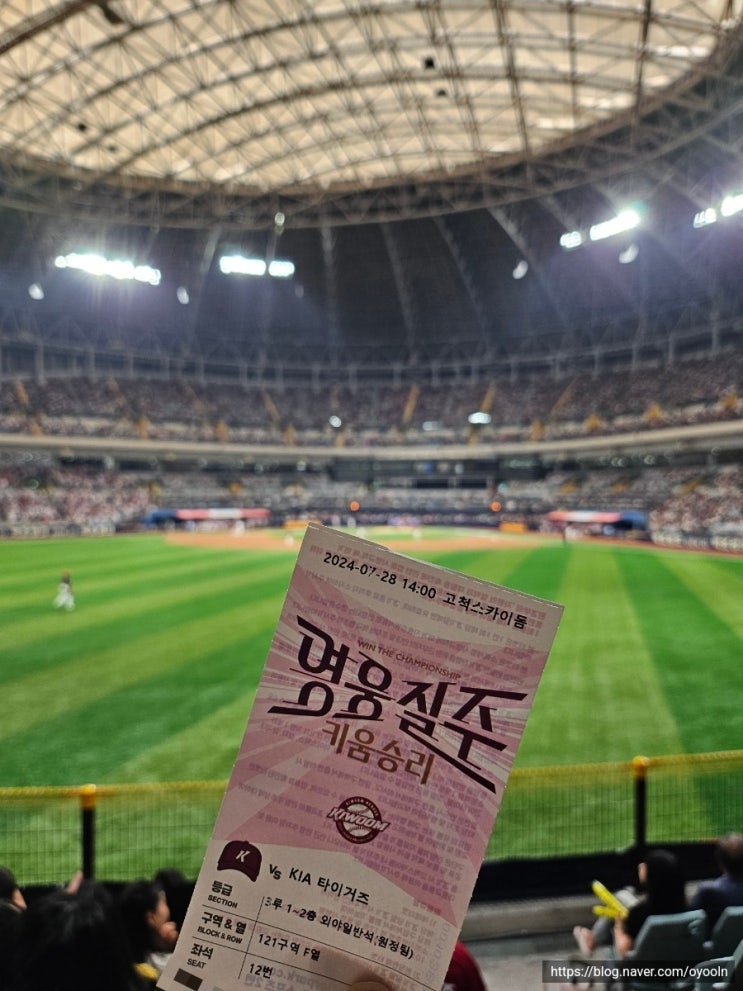 2024-07-28 14:00 고척스카이돔
WIN THE CHAMPIONSHIP
영웅질주
키움승리
KIWOOM
K
Vs KIA 타이거즈
등급 3루 1~2층 외야일반석(원정팀)
SECTION
구역 & 열 121구역 F열
BLOCK & ROW
좌석 12번
SEAT
https://blog.naver.com/oyooln